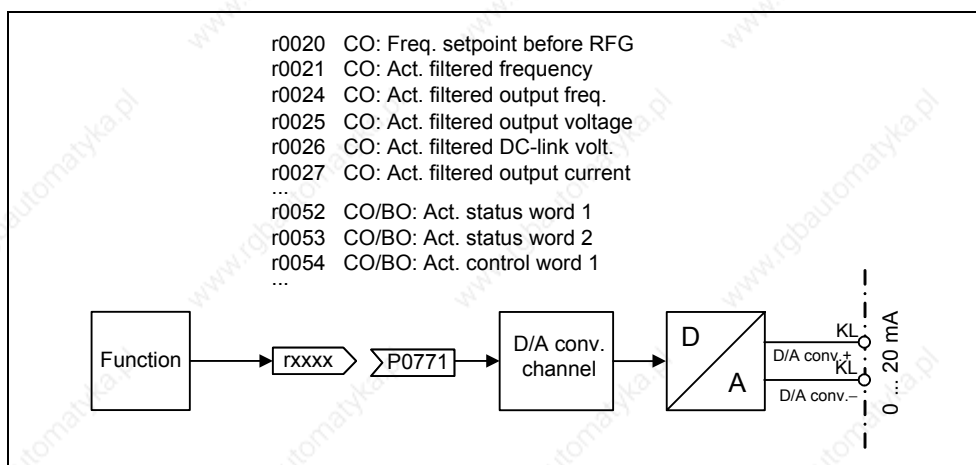 r0020 CO: Freq. setpoint before RFG
r0021 CO: Act. filtered frequency
r0024 CO: Act. filtered output freq.
r0025 CO: Act. filtered output voltage
r0026 CO: Act. filtered DC-link volt.
r0027 CO: Act. filtered output current
...
r0052 CO/BO: Act. status word 1
r0053 CO/BO: Act. status word 2
r0054 CO/BO: Act. control word 1
...
Function
rxxxx
P0771
D/A conv.
channel
D
A
KL
D/A conv.+
KL
D/A conv.−
0 ... 20 mA
www.rgbautomatyka.pl